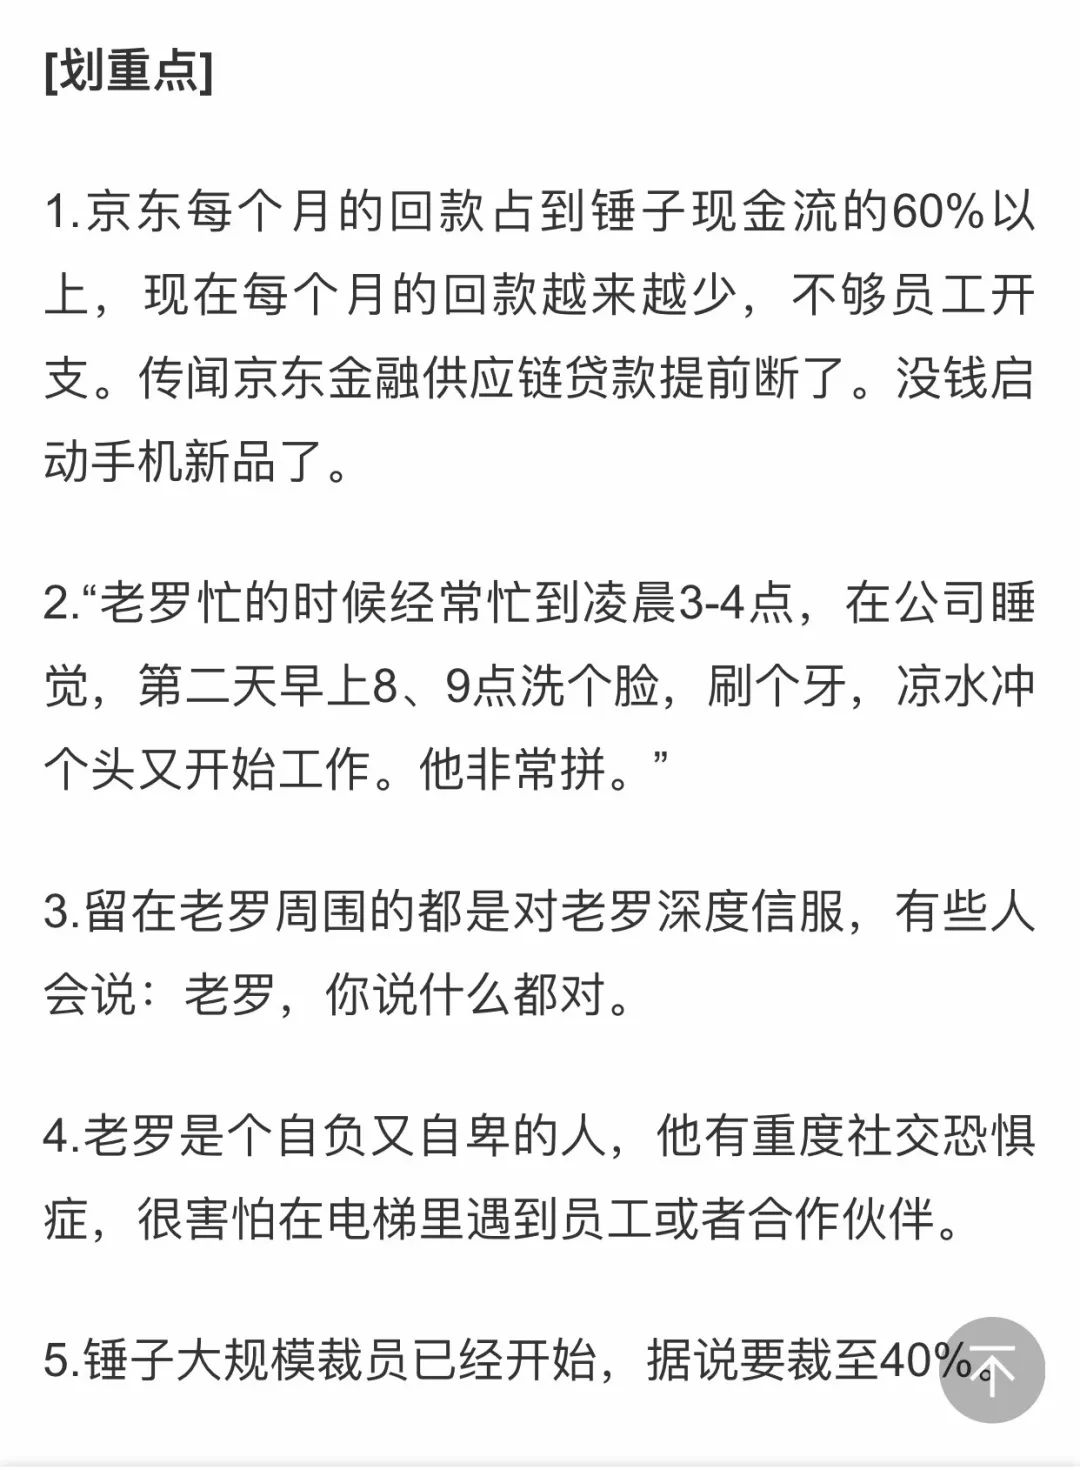 [划重点]
1.京东每个月的回款占到锤子现金流的60%以
上，现在每个月的回款越来越少，不够员工开
支。传闻京东金融供应链贷款提前断了。没钱启
动手机新品了。
2.“老罗忙的时候经常忙到凌晨3-4点，在公司睡
觉，第二天早上8、9点洗个脸，刷个牙，凉水冲
个头又开始工作。他非常拼。”
3.留在老罗周围的都是对老罗深度信服，有些人
会说：老罗，你说什么都对。
4.老罗是个自负又自卑的人，他有重度社交恐惧
症，很害怕在电梯里遇到员工或者合作伙伴。
5.锤子大规模裁员已经开始，据说要裁至40%。